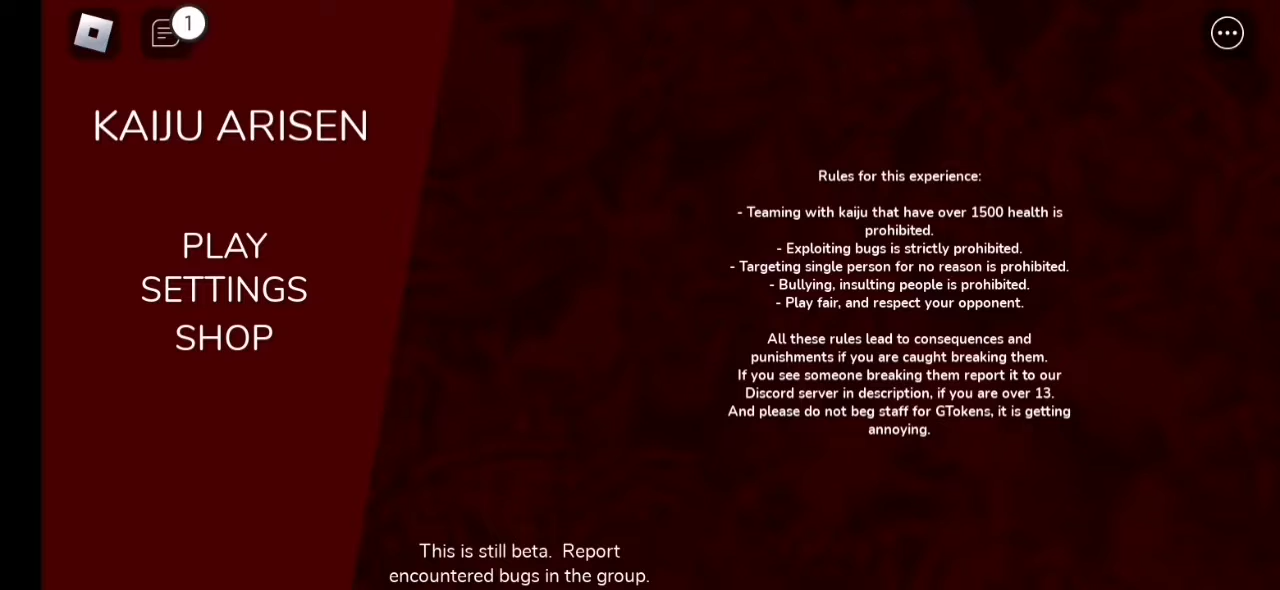 1
KAIJU ARISEN
PLAY
SETTINGS
SHOP
Rules for this experience:
- Teaming with kaiju that have over 1500 health is
prohibited.
- Exploiting bugs is strictly prohibited.
- Targeting single person for no reason is prohibited.
- Bullying, insulting people is prohibited.
- Play fair, and respect your opponent.
All these rules lead to consequences and
punishments if you are caught breaking them.
If you see someone breaking them report it to our
Discord server in description, if you are over 13.
And please do not beg staff for GTokens, it is getting
annoying.
This is still beta.  Report
encountered bugs in the group.